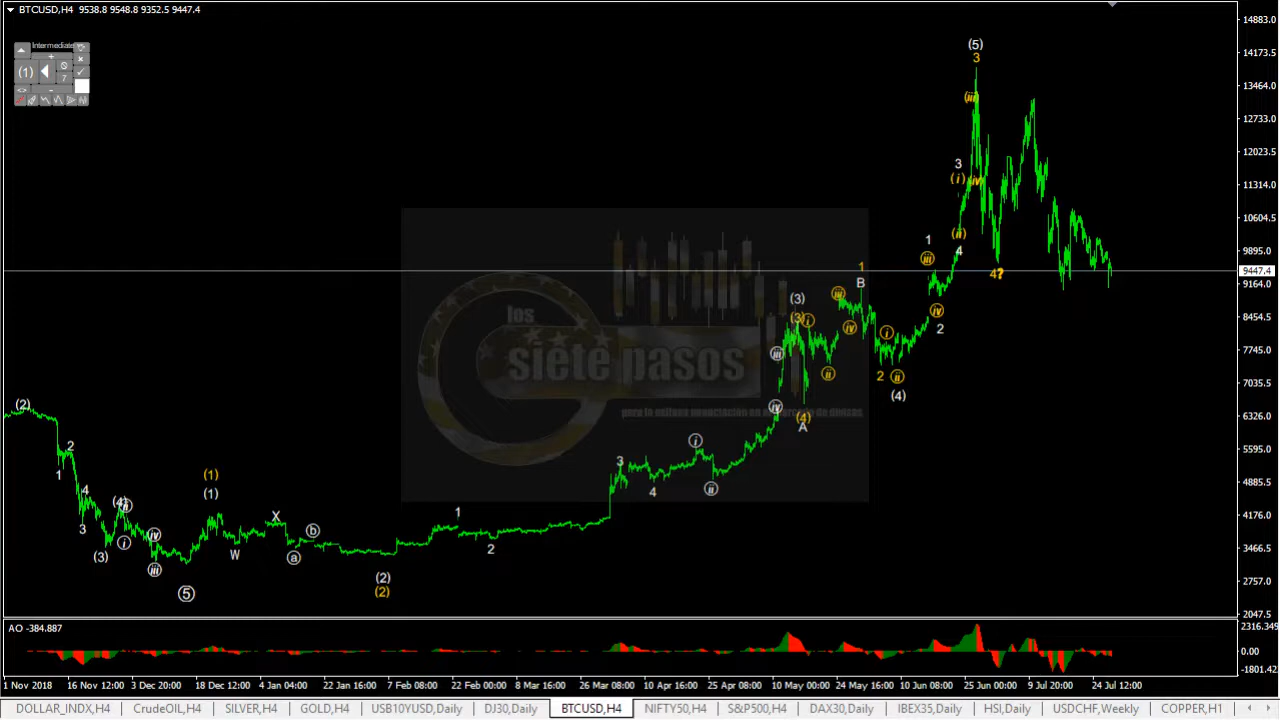 BTCUSD,H4 9538.8 9548.8 9352.5 9447.4
Intermediate
(1)
7
14883.0
14173.5
13464.0
12733.0
12023.5
11314.0
10604.5
9895.0
9447.4
9164.0
8454.5
7745.0
7035.5
6326.0
5595.0
4885.5
4176.0
3466.5
2757.0
2047.5
(5)
3
(iii)
3
(i) iv
1
(ii)
iii
4
4?
1
B
iii
(3)
(3) i
iv
iv
2
i
iii
ii
2 ii
(4)
iv
(4)
A
i
ii
3
4
(2)
2
1
4
3
(4) ii
(3)
i
iv
iii
5
(1)
(1)
W
X
a
b
(2)
(2)
1
2
los
siete pasos
AO -384.887
2316.349
0.00
-1801.42
1 Nov 2018 16 Nov 12:00 3 Dec 20:00 18 Dec 12:00 4 Jan 04:00 22 Jan 16:00 7 Feb 08:00 22 Feb 00:00 8 Mar 16:00 26 Mar 08:00 10 Apr 16:00 25 Apr 08:00 10 May 00:00 24 May 16:00 10 Jun 08:00 25 Jun 00:00 9 Jul 20:00 24 Jul 12:00
DOLLAR_INDX,H4 CrudeOIL,H4 SILVER,H4 GOLD,H4 USB10YUSD,Daily DJ30,Daily BTCUSD,H4 NIFTY50,H4 S&P500,H4 DAX30,Daily IBEX35,Daily HSI,Daily USDCHF,Weekly COPPER,H1